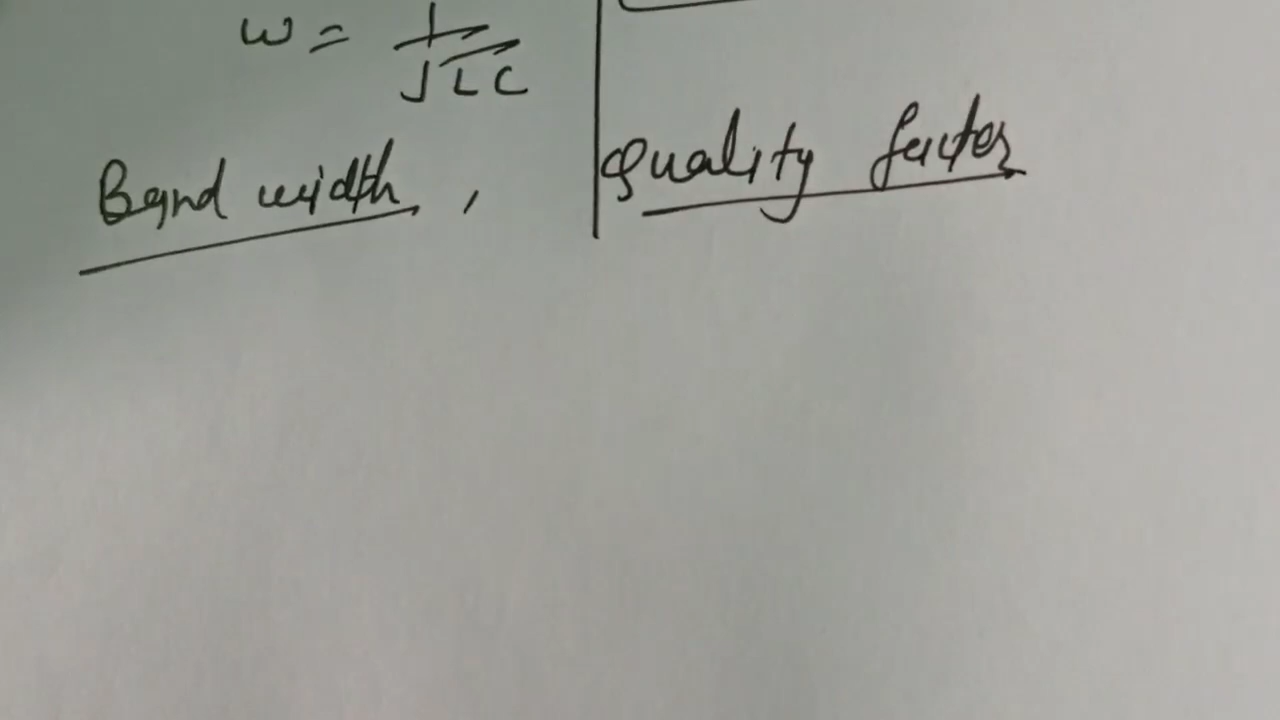 ω = 1/√LC
Band width, quality factor